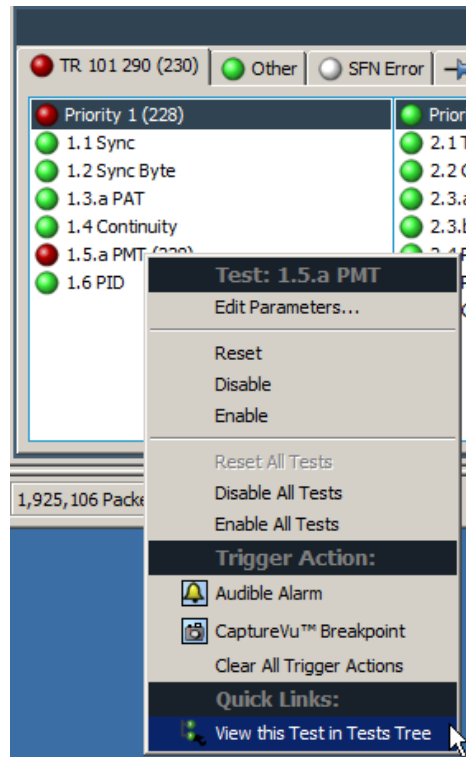 TR 101 290 (230) Other SFN Error
Priority 1 (228)
1.1 Sync
1.2 Sync Byte
1.3.a PAT
1.4 Continuity
1.5.a PMT
1.6 PID
2.1
2.2
2.3.a
Test: 1.5.a PMT
Edit Parameters...
Reset
Disable
Enable
Reset All Tests
Disable All Tests
Enable All Tests
Trigger Action:
Audible Alarm
CaptureVu™ Breakpoint
Clear All Trigger Actions
Quick Links:
View this Test in Tests Tree
1,925,106